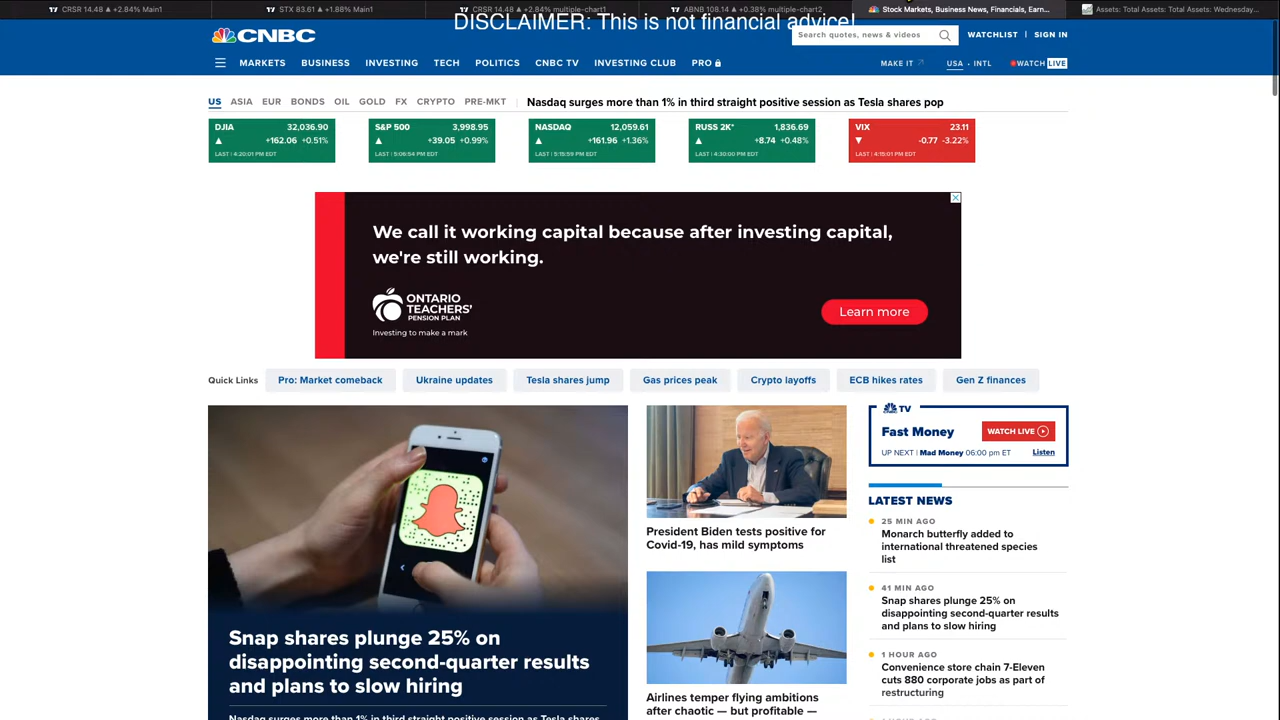 CRSR 14.48 ▲ +2.84% Main1
STX 83.61 ▲ +1.88% Main1
CRSR 14.48 ▲ +2.84% multiple-chart1
ABNB 108.14 ▲ +0.38% multiple-chart2
Stock Markets, Business News, Financials, Earn...
Assets: Total Assets: Total Assets: Wednesday...
DISCLAIMER: This is not financial advice!
CNBC
Search quotes, news & videos
WATCHLIST | SIGN IN
MARKETS BUSINESS INVESTING TECH POLITICS CNBC TV INVESTING CLUB PRO
MAKE IT USA • INTL WATCH LIVE
US ASIA EUR BONDS OIL GOLD FX CRYPTO PRE-MKT
Nasdaq surges more than 1% in third straight positive session as Tesla shares pop
DJIA 32,036.90
▲ +162.06 +0.51%
LAST | 4:20:01 PM EDT
S&P 500 3,998.95
▲ +39.05 +0.99%
LAST | 5:06:54 PM EDT
NASDAQ 12,059.61
▲ +161.96 +1.36%
LAST | 5:15:59 PM EDT
RUSS 2K* 1,836.69
▲ +8.74 +0.48%
LAST | 4:30:00 PM EDT
VIX 23.11
▼ -0.77 -3.22%
LAST | 4:15:01 PM EDT
We call it working capital because after investing capital,
we're still working.
ONTARIO
TEACHERS'
PENSION PLAN
Investing to make a mark
Learn more
Quick Links Pro: Market comeback Ukraine updates Tesla shares jump Gas prices peak Crypto layoffs ECB hikes rates Gen Z finances
Snap shares plunge 25% on
disappointing second-quarter results
and plans to slow hiring
Nasdaq surges more than 1% in third straight positive session as Tesla shares
President Biden tests positive for
Covid-19, has mild symptoms
Airlines temper flying ambitions
after chaotic — but profitable —
CNBC TV
Fast Money
WATCH LIVE
UP NEXT | Mad Money 06:00 pm ET
Listen
LATEST NEWS
25 MIN AGO
Monarch butterfly added to
international threatened species
list
41 MIN AGO
Snap shares plunge 25% on
disappointing second-quarter results
and plans to slow hiring
1 HOUR AGO
Convenience store chain 7-Eleven
cuts 880 corporate jobs as part of
restructuring